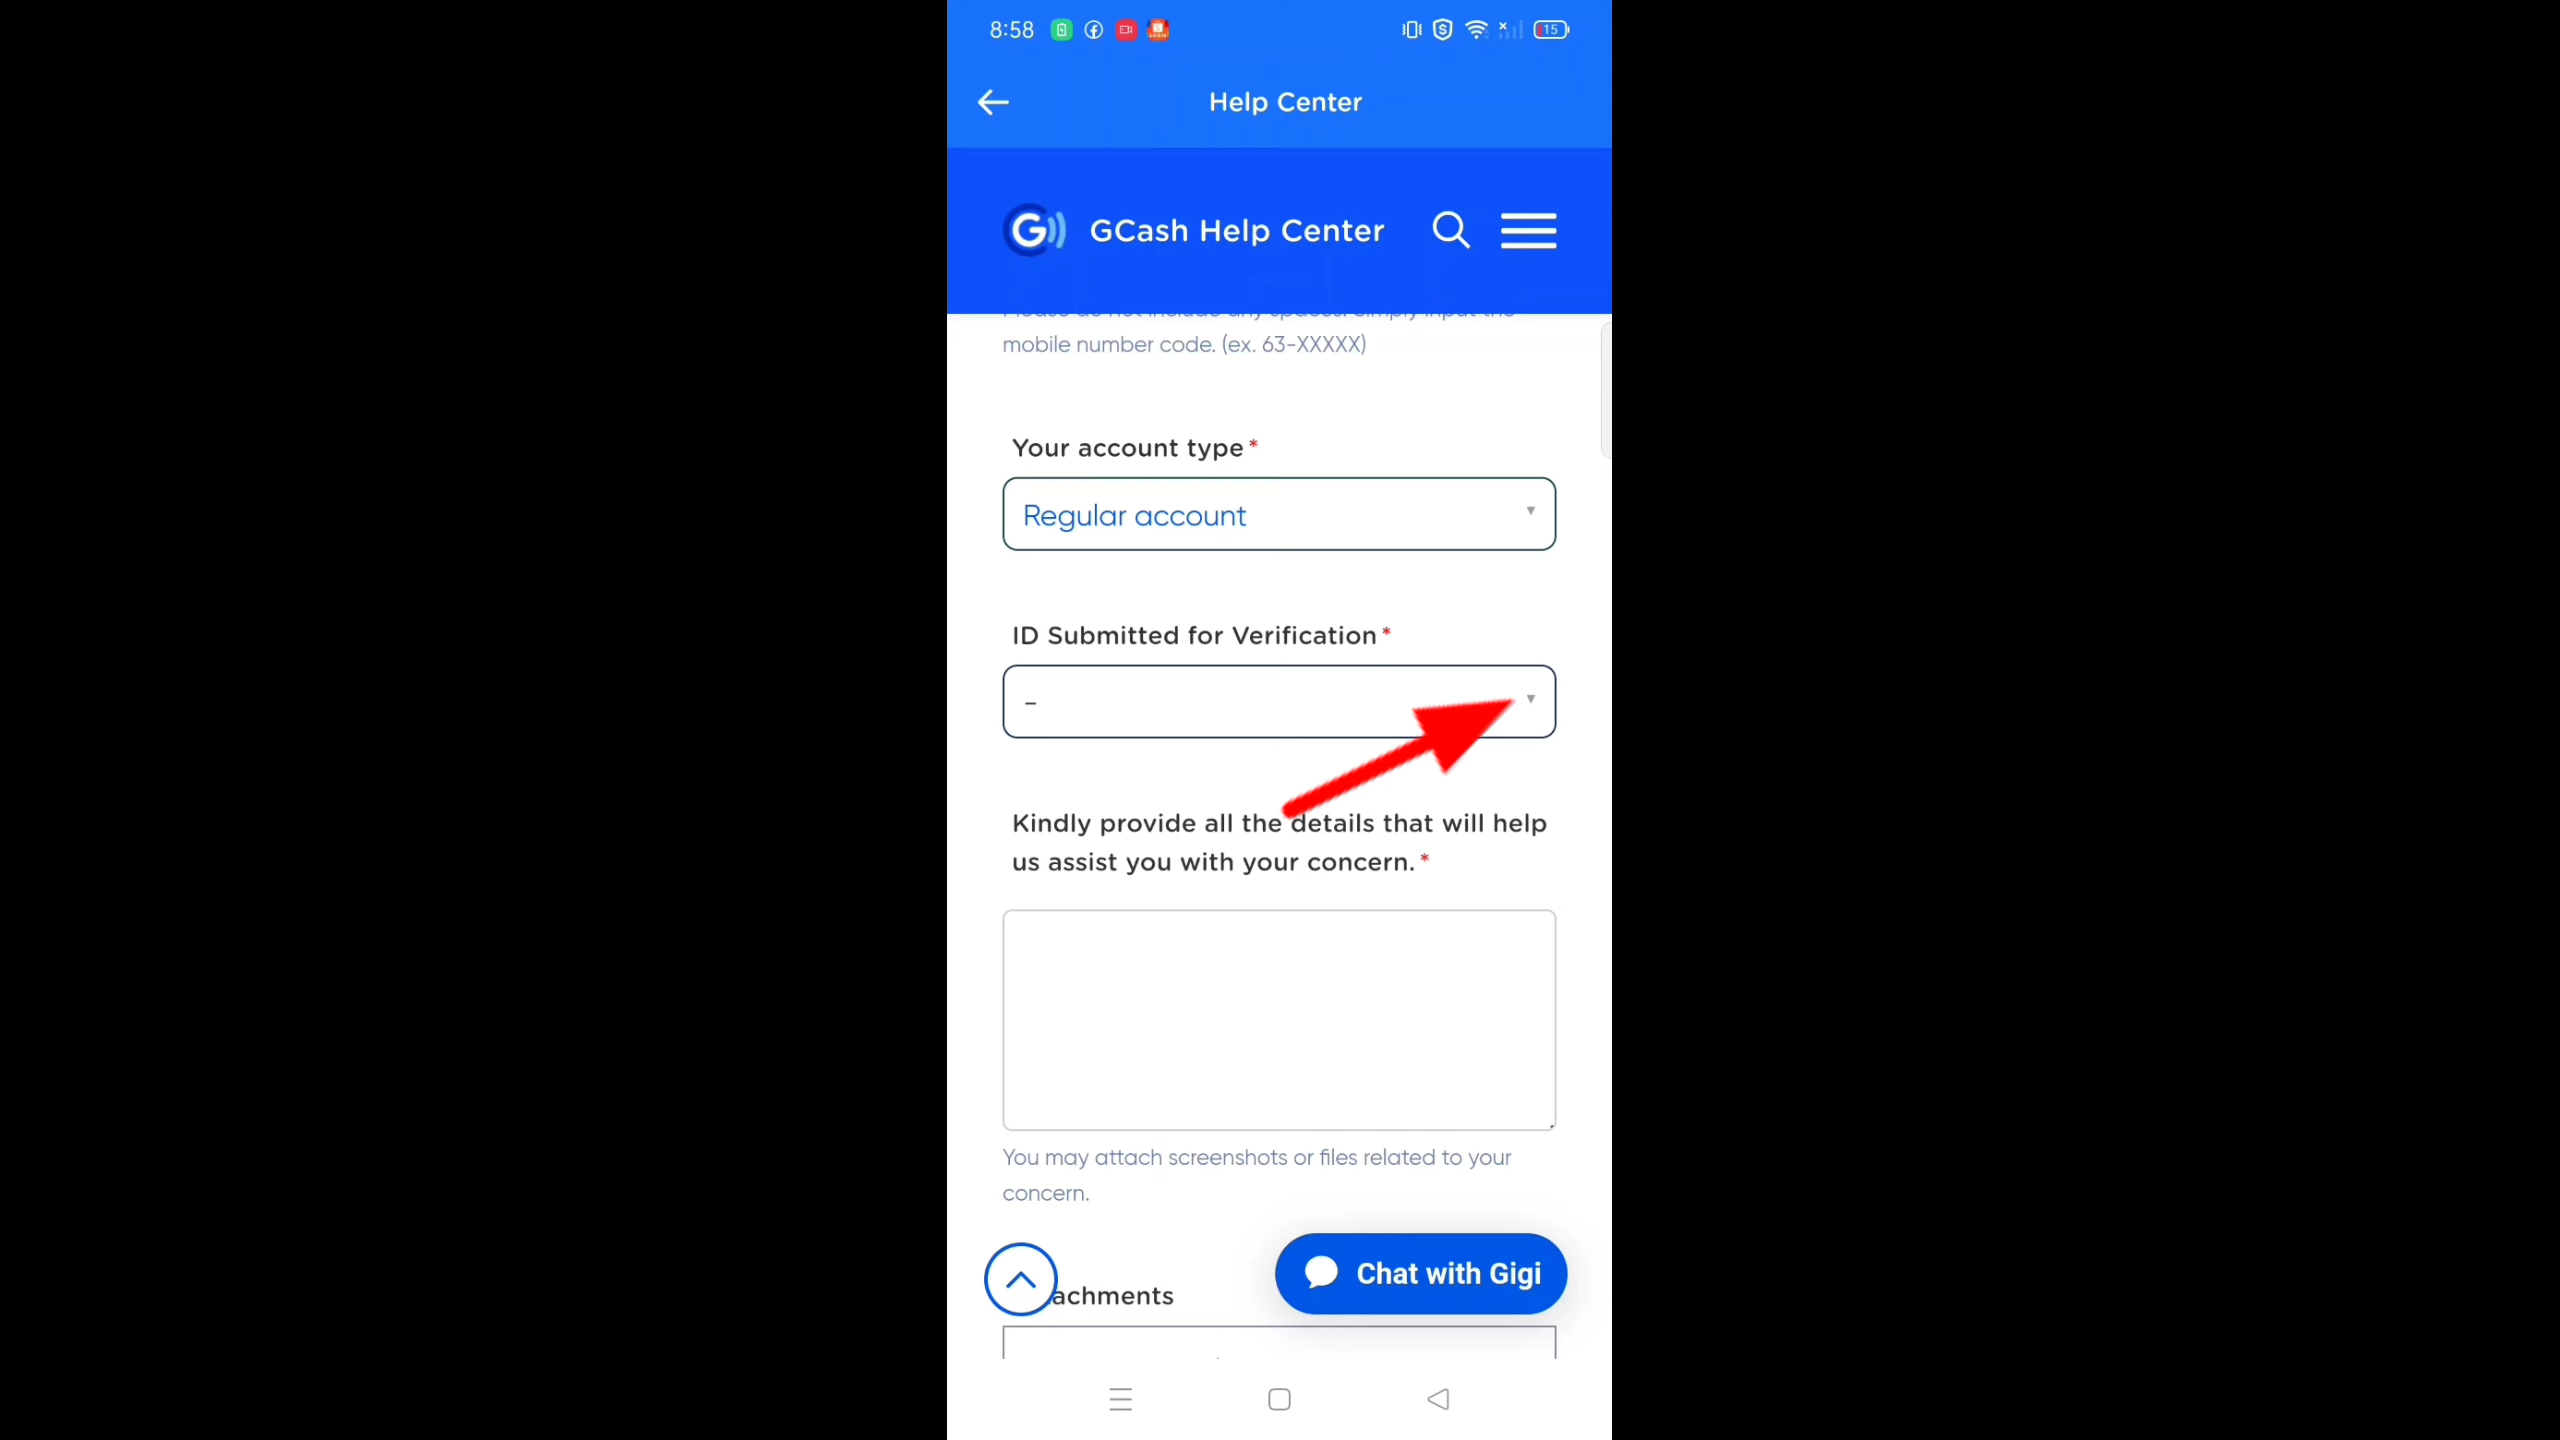 8:58
15
Help Center
GCash Help Center
mobile number code. (ex. 63-XXXXX)
Your account type*
Regular account
ID Submitted for Verification*
-
Kindly provide all the details that will help
us assist you with your concern.*
You may attach screenshots or files related to your
concern.
Chat with Gigi
achments